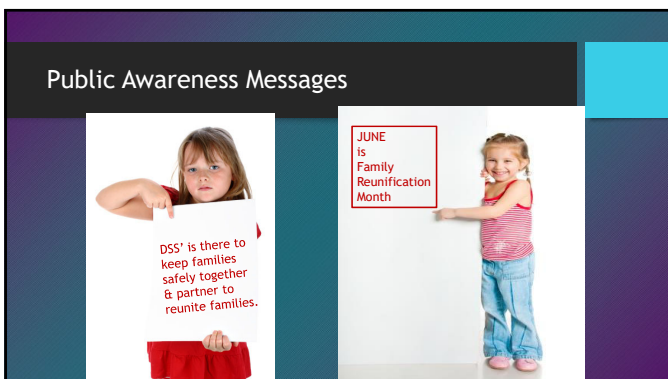 Public Awareness Messages
DSS' is there to
keep families
safely together
& partner to
reunite families.
JUNE
is
Family
Reunification
Month